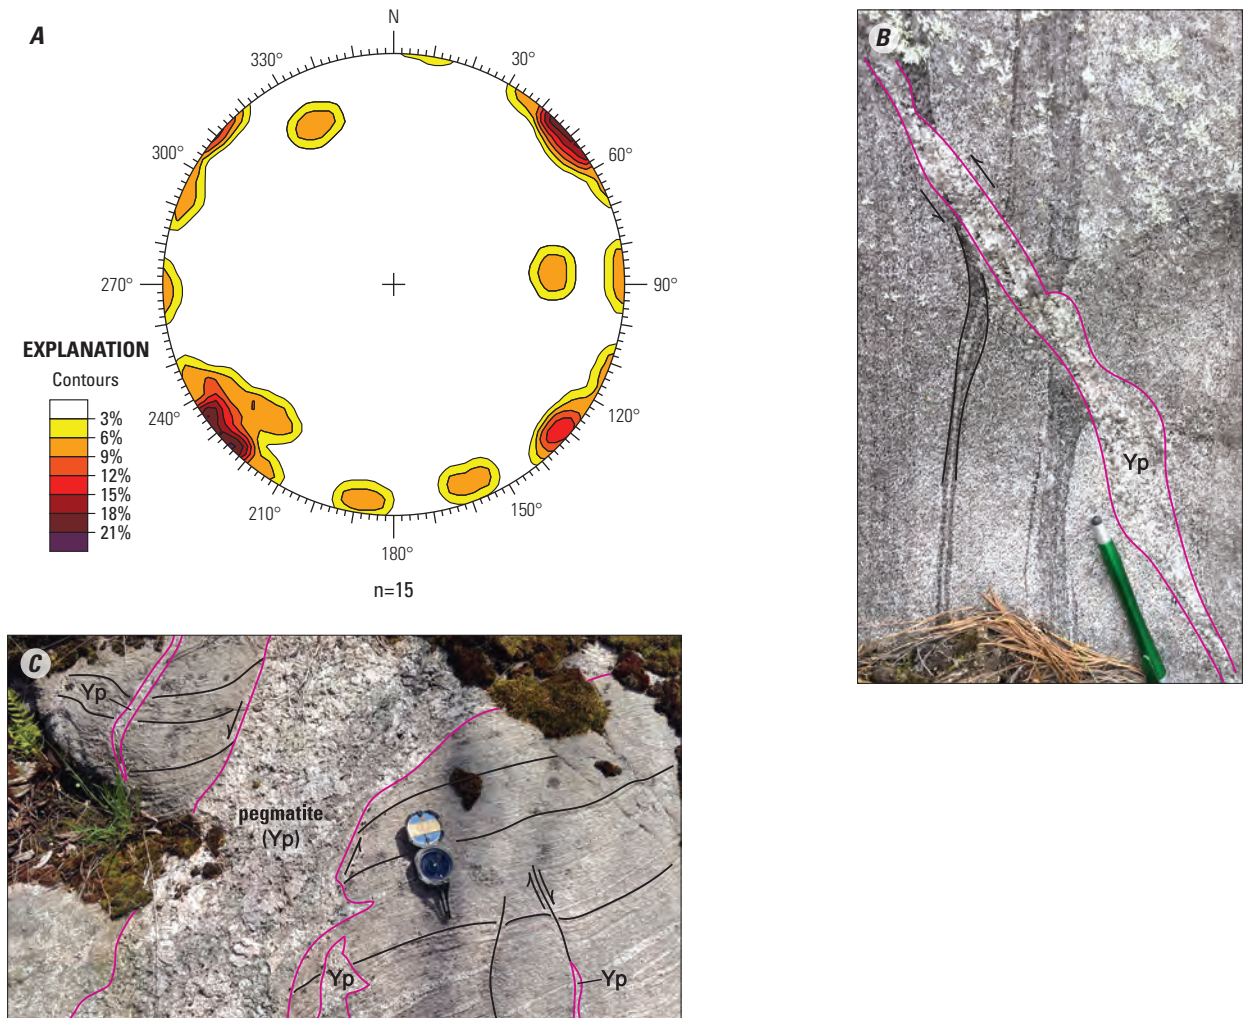 A
N
330°
30°
300°
60°
270°
90°
240°
120°
210°
150°
180°
n=15
EXPLANATION
Contours
3%
6%
9%
12%
15%
18%
21%
B
Yp
C
Yp
pegmatite
(Yp)
Yp
Yp